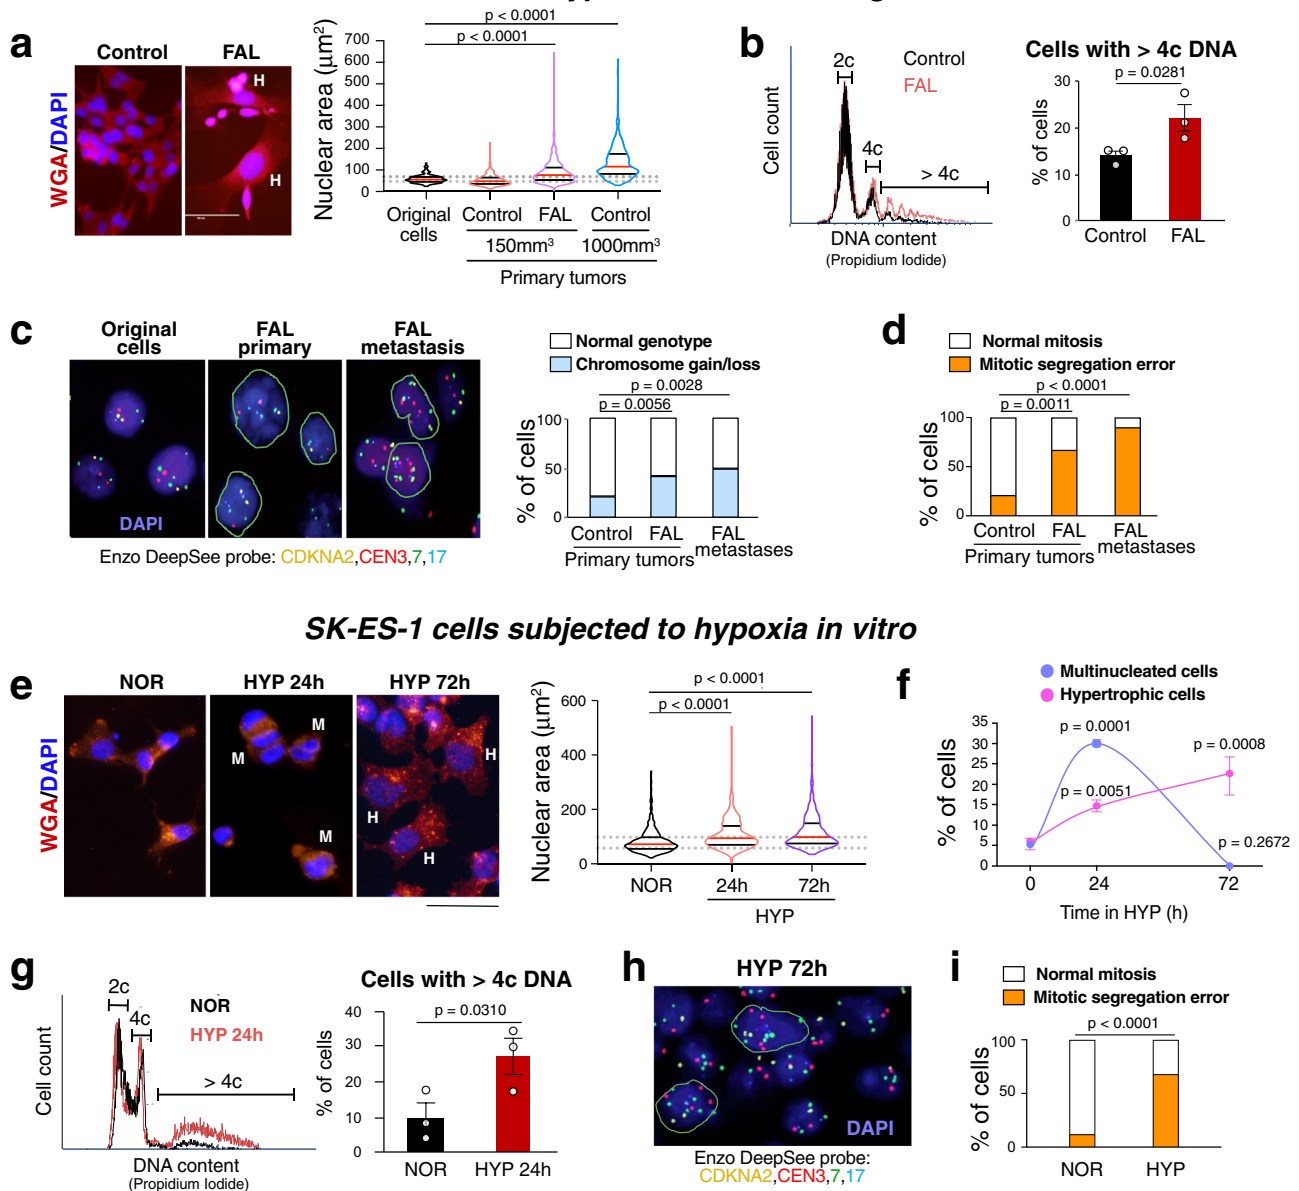 a
Control
FAL
WGA/DAPI
H
H
Nuclear area (µm²)
p < 0.0001
p < 0.0001
700
600
500
400
300
200
100
0
Original cells
Control
FAL
Control
150mm³
1000mm³
Primary tumors
b
2c
4c
> 4c
Control
FAL
Cell count
DNA content
(Propidium Iodide)
Cells with > 4c DNA
p = 0.0281
% of cells
30
20
10
0
Control
FAL
c
Original cells
FAL primary
FAL metastasis
DAPI
Enzo DeepSee probe: CDKNA2,CEN3,7,17
Normal genotype
Chromosome gain/loss
p = 0.0028
p = 0.0056
% of cells
100
50
0
Control
FAL
FAL metastases
Primary tumors
d
Normal mitosis
Mitotic segregation error
p < 0.0001
p = 0.0011
% of cells
100
50
0
Control
FAL
FAL metastases
Primary tumors
SK-ES-1 cells subjected to hypoxia in vitro
e
NOR
HYP 24h
HYP 72h
WGA/DAPI
M
M
M
H
H
H
Nuclear area (µm²)
p < 0.0001
p < 0.0001
600
400
200
0
NOR
24h
72h
HYP
f
Multinucleated cells
Hypertrophic cells
% of cells
35
30
25
20
15
10
5
0
p = 0.0001
p = 0.0008
p = 0.0051
p = 0.2672
0
24
72
Time in HYP (h)
g
2c
4c
> 4c
NOR
HYP 24h
Cell count
DNA content
(Propidium Iodide)
Cells with > 4c DNA
p = 0.0310
% of cells
40
30
20
10
0
NOR
HYP 24h
h
HYP 72h
DAPI
Enzo DeepSee probe:
CDKNA2,CEN3,7,17
i
Normal mitosis
Mitotic segregation error
p < 0.0001
% of cells
100
50
0
NOR
HYP